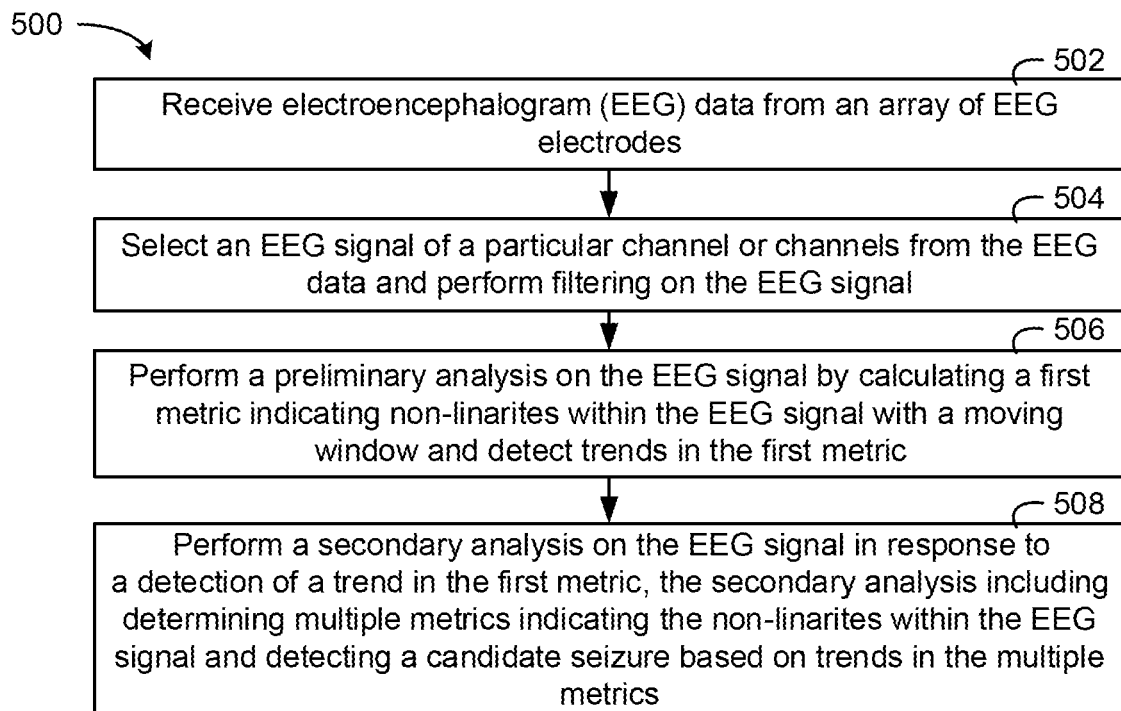 500
502
Receive electroencephalogram (EEG) data from an array of EEG
electrodes
504
Select an EEG signal of a particular channel or channels from the EEG
data and perform filtering on the EEG signal
506
Perform a preliminary analysis on the EEG signal by calculating a first
metric indicating non-linarites within the EEG signal with a moving
window and detect trends in the first metric
508
Perform a secondary analysis on the EEG signal in response to
a detection of a trend in the first metric, the secondary analysis including
determining multiple metrics indicating the non-linarites within the EEG
signal and detecting a candidate seizure based on trends in the multiple
metrics